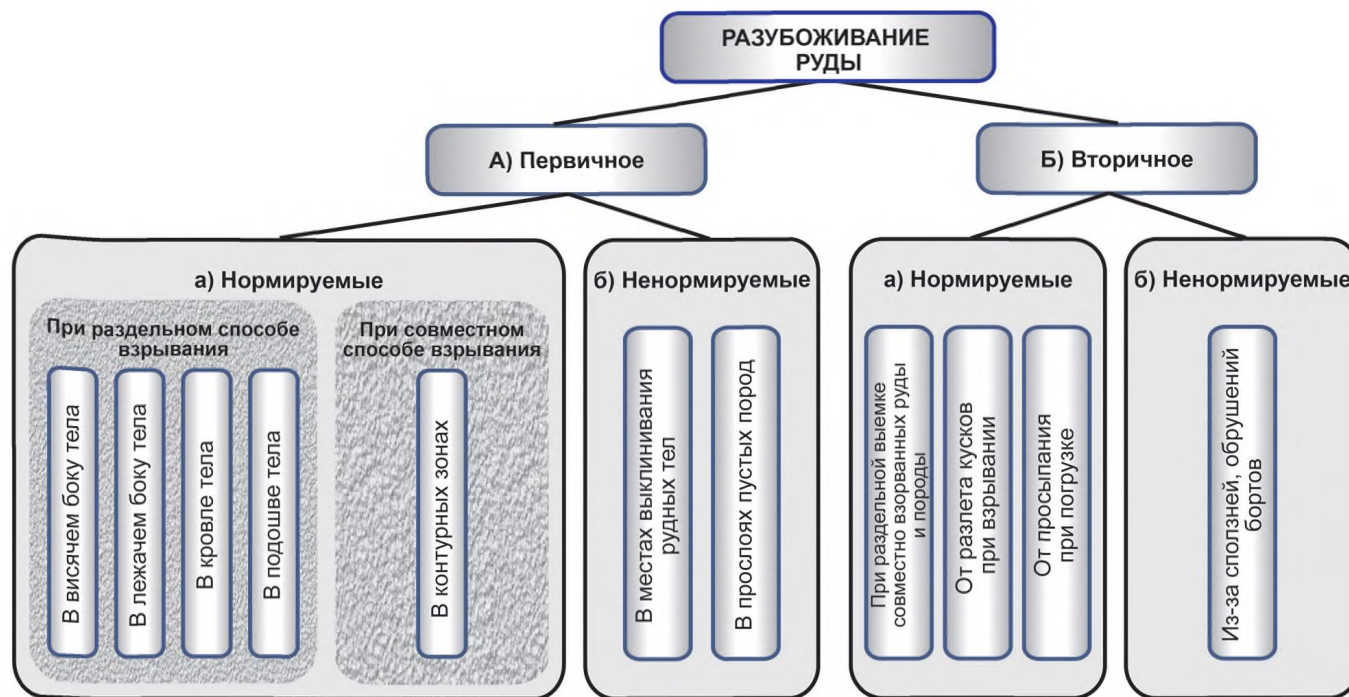 РАЗУБОЖИВАНИЕ
РУДЫ
А) Первичное
Б) Вторичное
а) Нормируемые
При раздельном способе
взрывания
В висячем боку тела
В лежачем боку тела
В кровле тела
В подошве тела
При совместном
способе взрывания
В контурных зонах
б) Ненормируемые
В местах выклинивания
рудных тел
В прослоях пустых пород
а) Нормируемые
При раздельной выемке
совместно взорванных руды
и породы
От разлета кусков
при взрывании
От просыпания
при погрузке
б) Ненормируемые
Из-за сползней, обрушений
бортов